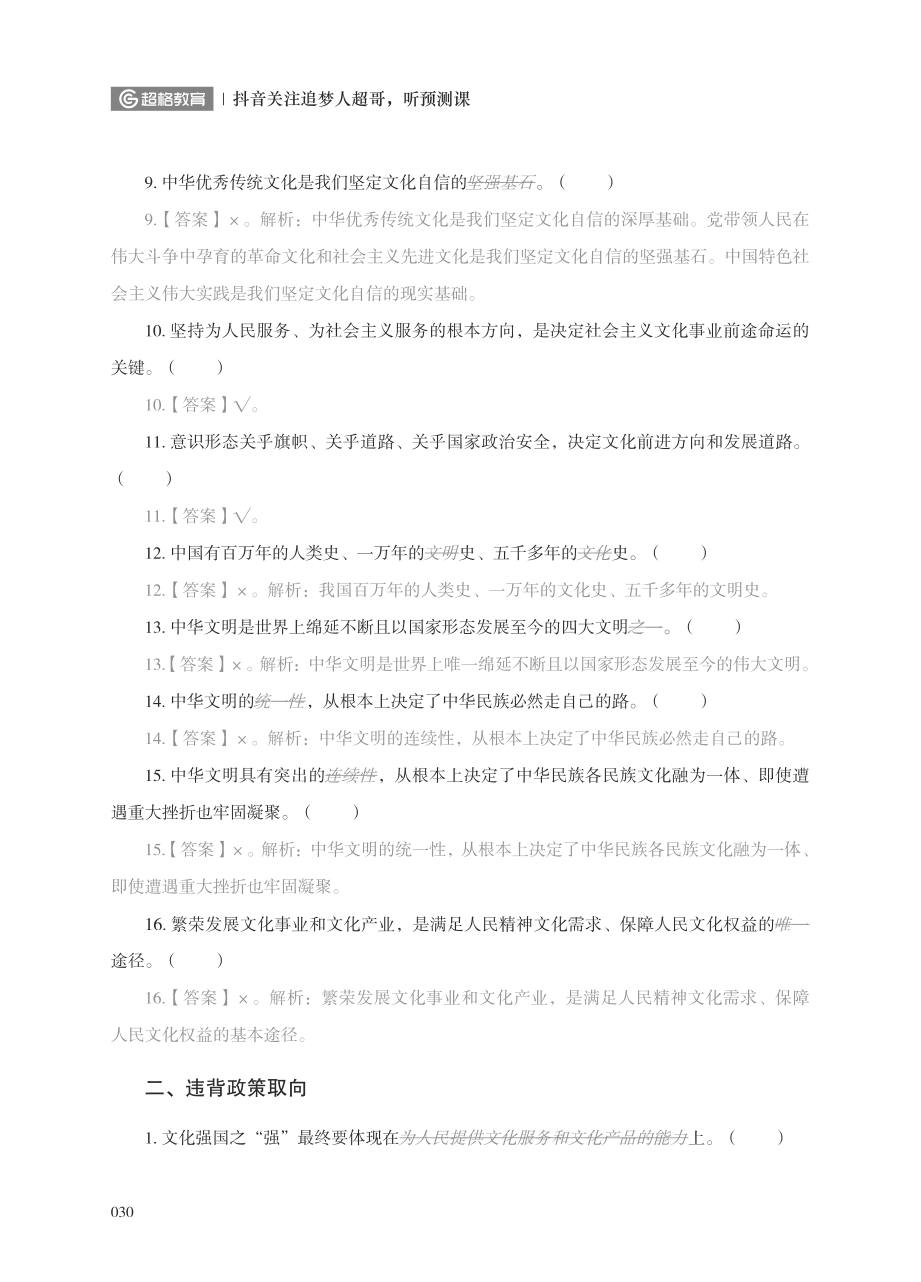 超格教育 | 抖音关注追梦人超哥，听预测课
9. 中华优秀传统文化是我们坚定文化自信的坚强基石。（　　）
9.【答案】×。解析：中华优秀传统文化是我们坚定文化自信的深厚基础。党带领人民在
伟大斗争中孕育的革命文化和社会主义先进文化是我们坚定文化自信的坚强基石。中国特色社
会主义伟大实践是我们坚定文化自信的现实基础。
10. 坚持为人民服务、为社会主义服务的根本方向，是决定社会主义文化事业前途命运的
关键。（　　）
10.【答案】√。
11. 意识形态关乎旗帜、关乎道路、关乎国家政治安全，决定文化前进方向和发展道路。
（　　）
11.【答案】√。
12. 中国有百万年的人类史、一万年的文明史、五千多年的文化史。（　　）
12.【答案】×。解析：我国百万年的人类史、一万年的文化史、五千多年的文明史。
13. 中华文明是世界上绵延不断且以国家形态发展至今的四大文明之一。（　　）
13.【答案】×。解析：中华文明是世界上唯一绵延不断且以国家形态发展至今的伟大文明。
14. 中华文明的统一性，从根本上决定了中华民族必然走自己的路。（　　）
14.【答案】×。解析：中华文明的连续性，从根本上决定了中华民族必然走自己的路。
15. 中华文明具有突出的连续性，从根本上决定了中华民族各民族文化融为一体、即使遭
遇重大挫折也牢固凝聚。（　　）
15.【答案】×。解析：中华文明的统一性，从根本上决定了中华民族各民族文化融为一体、
即使遭遇重大挫折也牢固凝聚。
16. 繁荣发展文化事业和文化产业，是满足人民精神文化需求、保障人民文化权益的唯一
途径。（　　）
16.【答案】×。解析：繁荣发展文化事业和文化产业，是满足人民精神文化需求、保障
人民文化权益的基本途径。
二、违背政策取向
1. 文化强国之“强”最终要体现在为人民提供文化服务和文化产品的能力上。（　　）
030